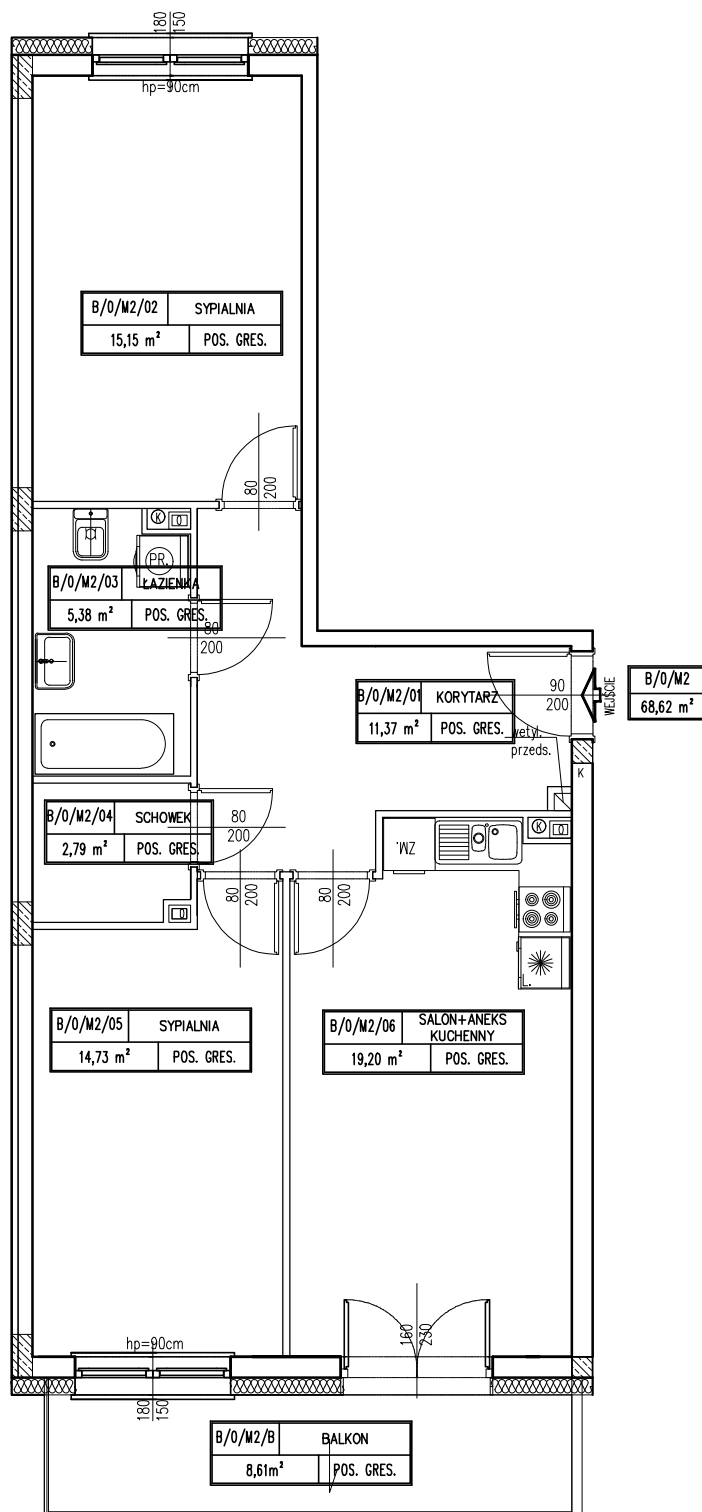 180
150
hp=90cm
B/0/M2/02 SYPIALNIA
15,15 m² POS. GRES.
80
200
K
PR.
B/0/M2/03 ŁAZIENKA
5,38 m² POS. GRES.
80
200
B/0/M2/01 KORYTARZ
11,37 m² POS. GRES.
90
200
WEJŚCIE
B/0/M2
68,62 m²
wetyl.
przeds.
K
B/0/M2/04 SCHOWEK
2,79 m² POS. GRES.
80
200
ZM.
K
80
200
80
200
L
B/0/M2/05 SYPIALNIA
14,73 m² POS. GRES.
B/0/M2/06 SALON+ANEKS
KUCHENNY
19,20 m² POS. GRES.
hp=90cm
160
230
180
150
B/0/M2/B BALKON
8,61m² POS. GRES.